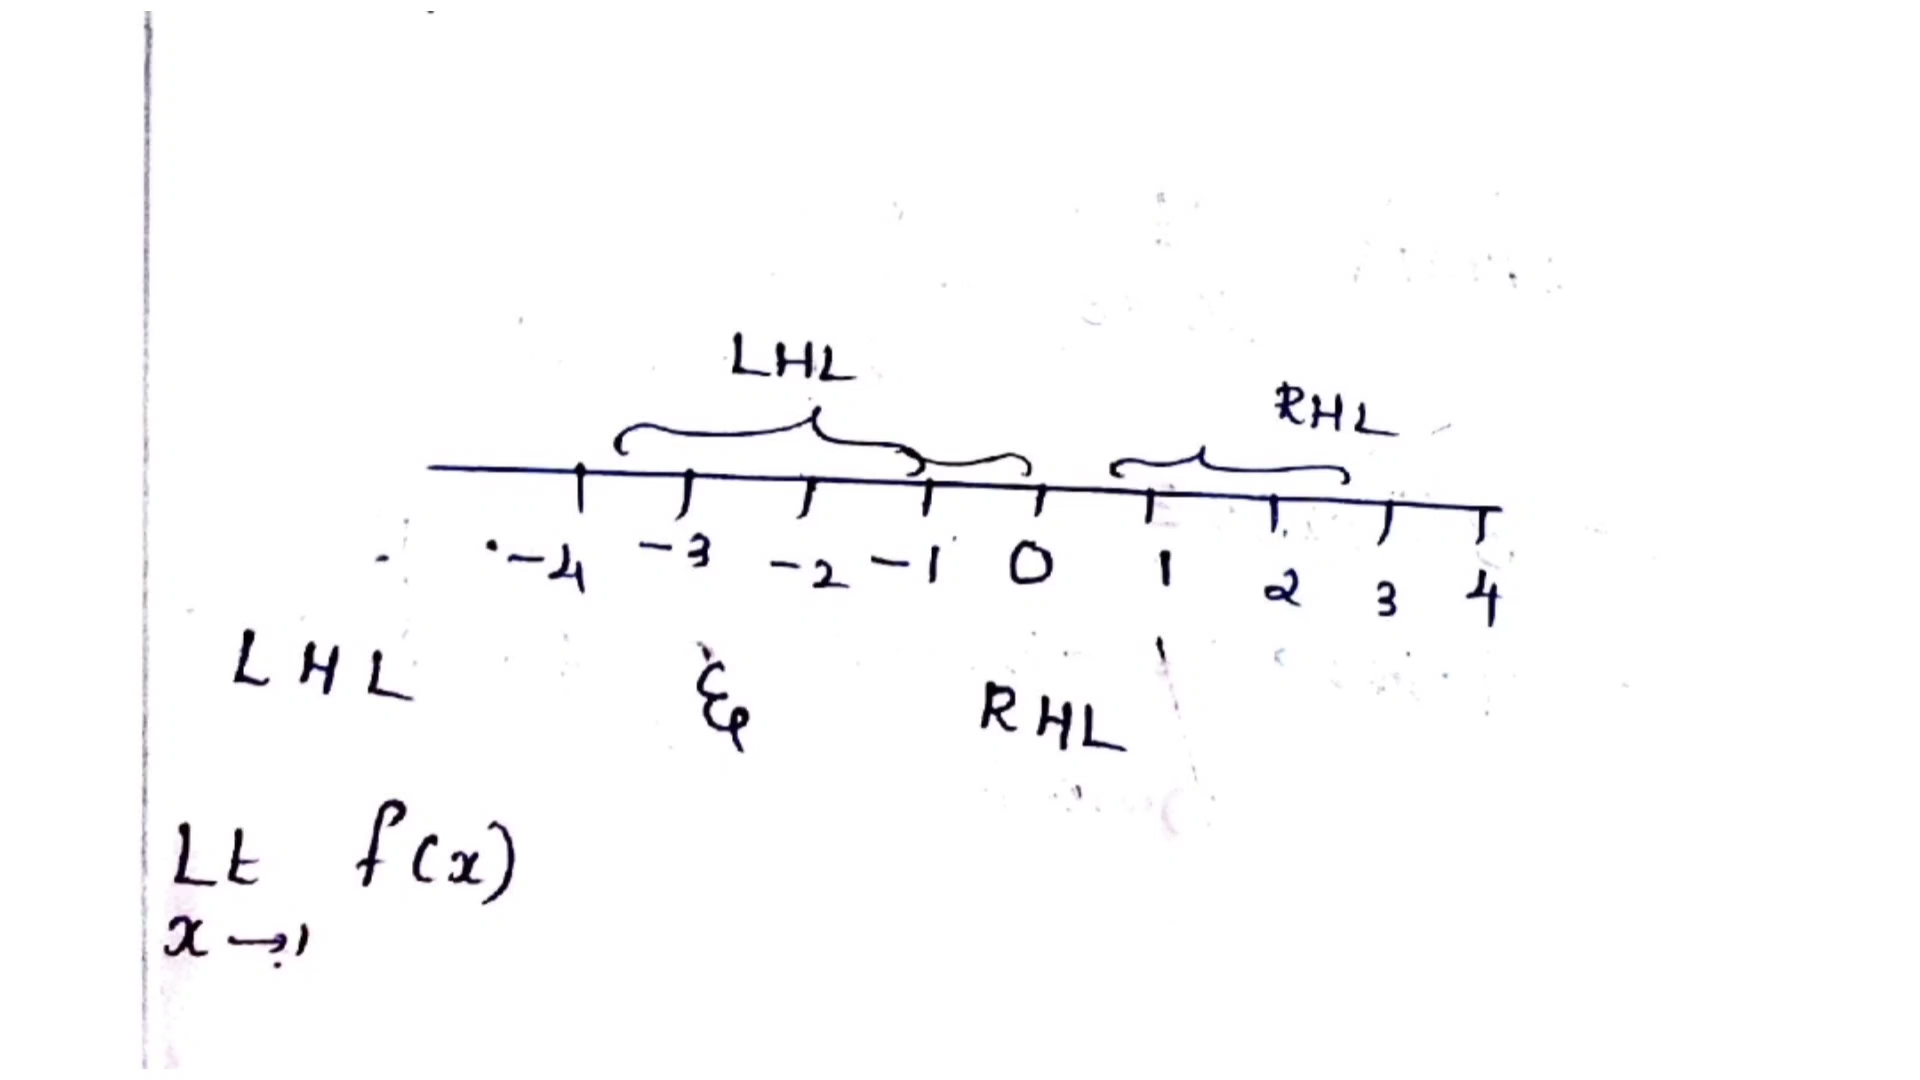 LHL
RHL
-4 -3 -2 -1 0 1 2 3 4
LHL & RHL
Lt f(x)
x→1